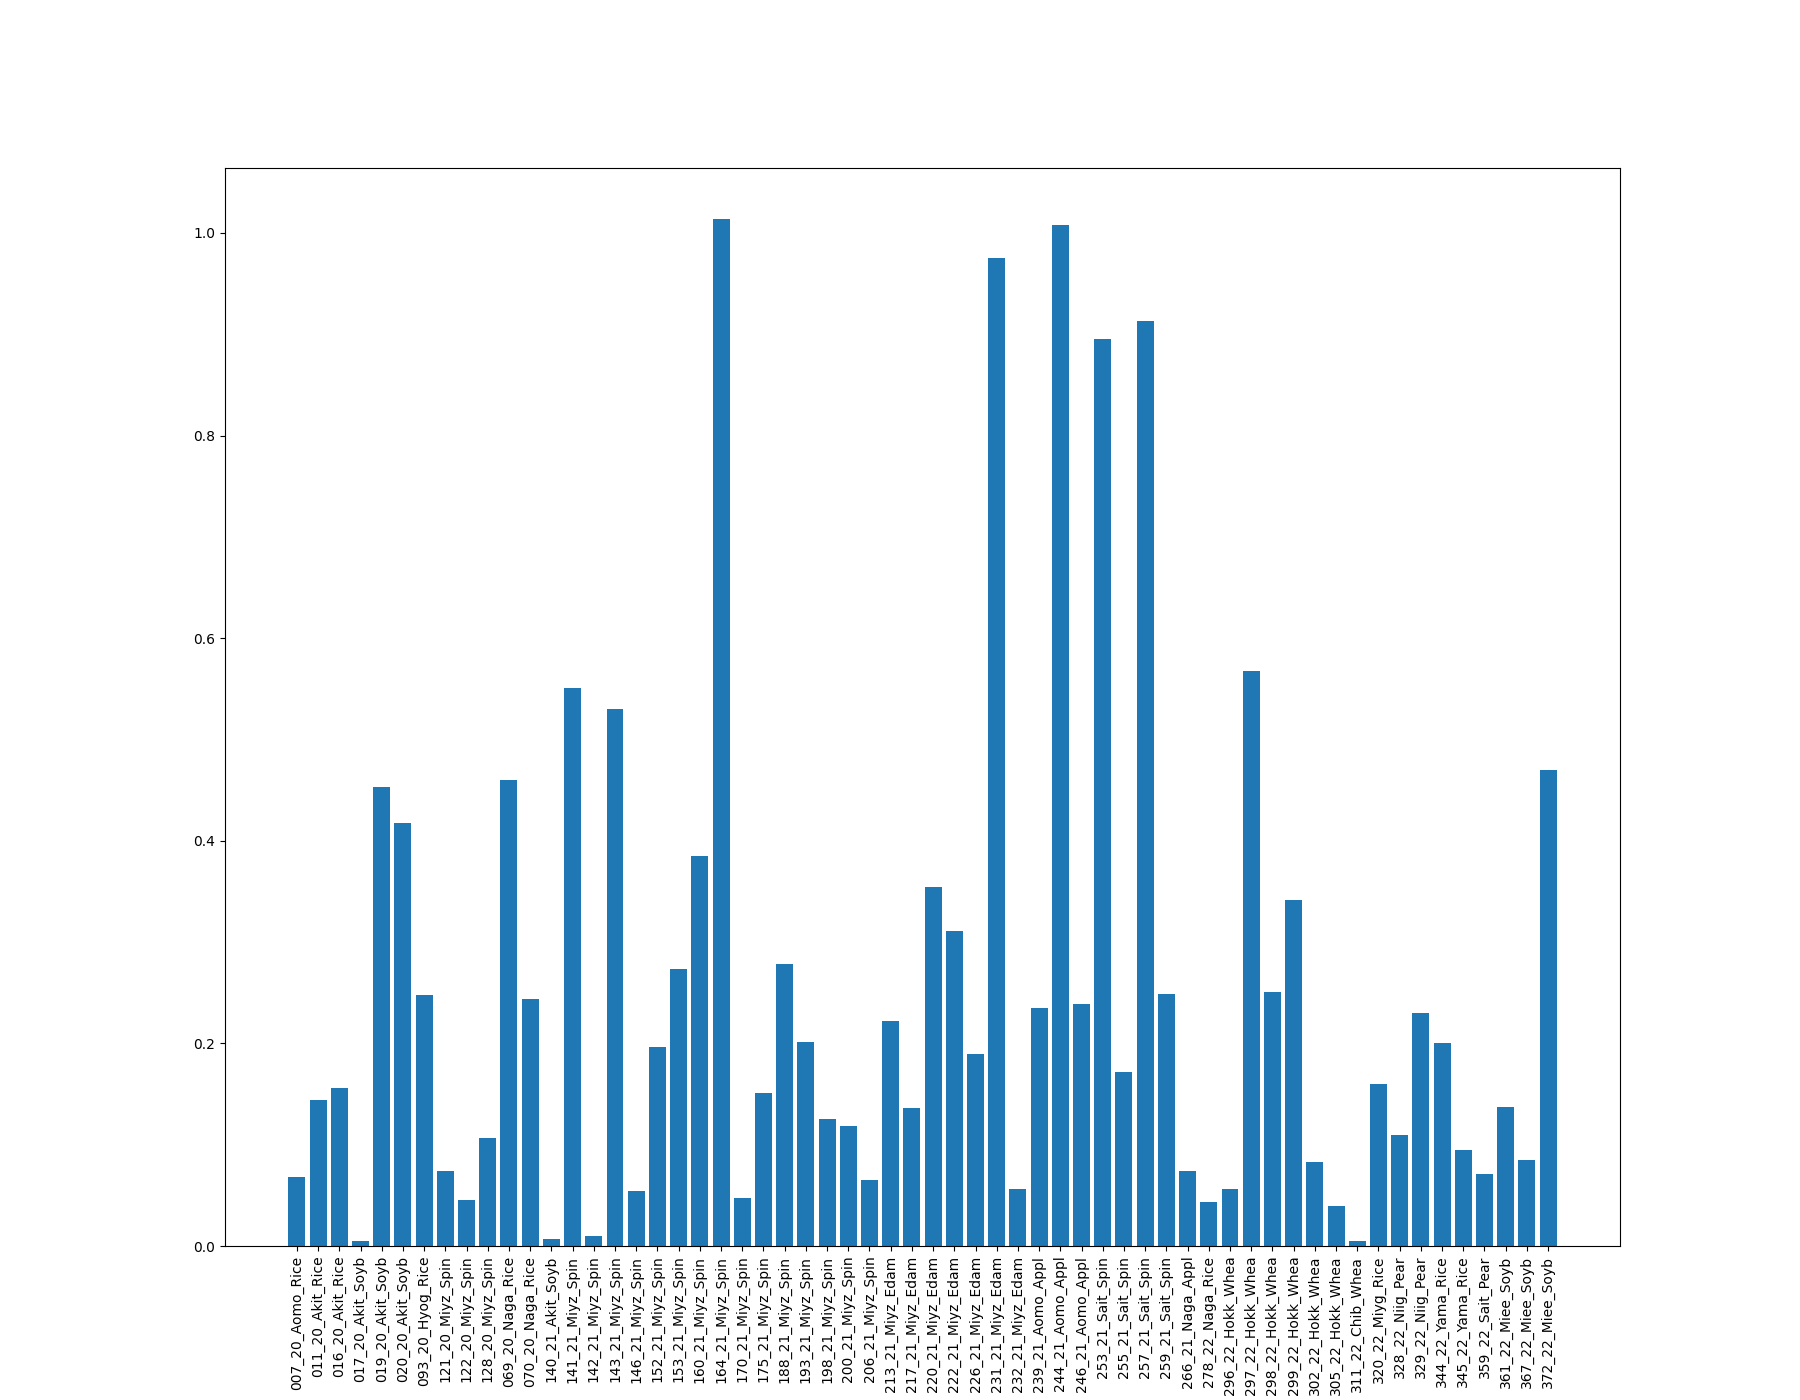 1.0
0.8
0.6
0.4
0.2
0.0
007_20_Aomo_Rice
011_20_Akit_Rice
016_20_Akit_Rice
017_20_Akit_Soyb
019_20_Akit_Soyb
020_20_Akit_Soyb
093_20_Hyog_Rice
121_20_Miyz_Spin
122_20_Miyz_Spin
128_20_Miyz_Spin
069_20_Naga_Rice
070_20_Naga_Rice
140_21_Akit_Soyb
141_21_Miyz_Spin
142_21_Miyz_Spin
143_21_Miyz_Spin
146_21_Miyz_Spin
152_21_Miyz_Spin
153_21_Miyz_Spin
160_21_Miyz_Spin
164_21_Miyz_Spin
170_21_Miyz_Spin
175_21_Miyz_Spin
188_21_Miyz_Spin
193_21_Miyz_Spin
198_21_Miyz_Spin
200_21_Miyz_Spin
206_21_Miyz_Spin
213_21_Miyz_Edam
217_21_Miyz_Edam
220_21_Miyz_Edam
222_21_Miyz_Edam
226_21_Miyz_Edam
231_21_Miyz_Edam
232_21_Miyz_Edam
239_21_Aomo_Appl
244_21_Aomo_Appl
246_21_Aomo_Appl
253_21_Sait_Spin
255_21_Sait_Spin
257_21_Sait_Spin
259_21_Sait_Spin
266_21_Naga_Appl
278_22_Naga_Rice
296_22_Hokk_Whea
297_22_Hokk_Whea
298_22_Hokk_Whea
299_22_Hokk_Whea
302_22_Hokk_Whea
305_22_Hokk_Whea
311_22_Chib_Whea
320_22_Miyg_Rice
328_22_Niig_Pear
329_22_Niig_Pear
344_22_Yama_Rice
345_22_Yama_Rice
359_22_Sait_Pear
361_22_Miee_Soyb
367_22_Miee_Soyb
372_22_Miee_Soyb